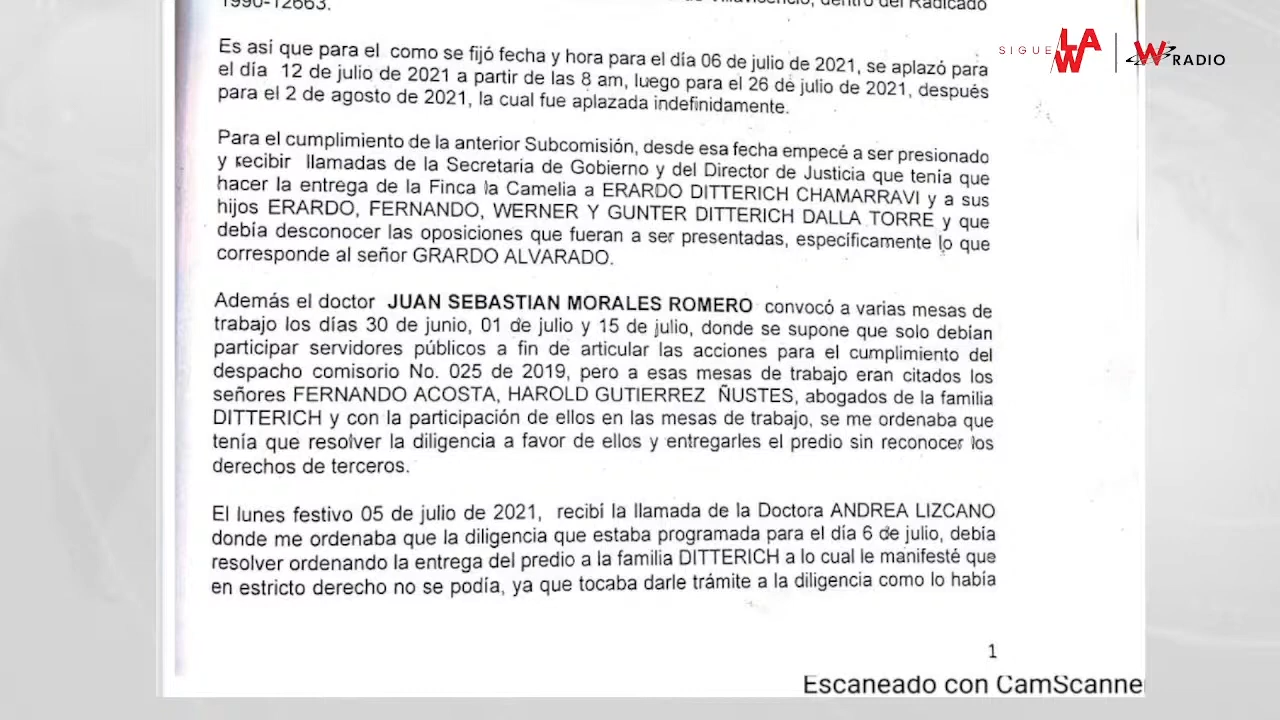 1990-12663.
dentro del Radicado
SIGUE LA W
W RADIO
Es así que para el como se fijó fecha y hora para el día 06 de julio de 2021, se aplazó para
el día 12 de julio de 2021 a partir de las 8 am, luego para el 26 de julio de 2021, después
para el 2 de agosto de 2021, la cual fue aplazada indefinidamente.
Para el cumplimiento de la anterior Subcomisión, desde esa fecha empecé a ser presionado
y recibir llamadas de la Secretaria de Gobierno y del Director de Justicia que tenía que
hacer la entrega de la Finca la Camelia a ERARDO DITTERICH CHAMARRAVI y a sus
hijos ERARDO, FERNANDO, WERNER Y GUNTER DITTERICH DALLA TORRE y que
debía desconocer las oposiciones que fueran a ser presentadas, específicamente lo que
corresponde al señor GRARDO ALVARADO.
Además el doctor JUAN SEBASTIAN MORALES ROMERO convocó a varias mesas de
trabajo los días 30 de junio, 01 de julio y 15 de julio, donde se supone que solo debían
participar servidores públicos a fin de articular las acciones para el cumplimiento del
despacho comisorio No. 025 de 2019, pero a esas mesas de trabajo eran citados los
señores FERNANDO ACOSTA, HAROLD GUTIERREZ ÑUSTES, abogados de la familia
DITTERICH y con la participación de ellos en las mesas de trabajo, se me ordenaba que
tenía que resolver la diligencia a favor de ellos y entregarles el predio sin reconocer los
derechos de terceros.
El lunes festivo 05 de julio de 2021, recibí la llamada de la Doctora ANDREA LIZCANO
donde me ordenaba que la diligencia que estaba programada para el día 6 de julio, debía
resolver ordenando la entrega del predio a la familia DITTERICH a lo cual le manifesté que
en estricto derecho no se podía, ya que tocaba darle trámite a la diligencia como lo había
1
Escaneado con CamScanne